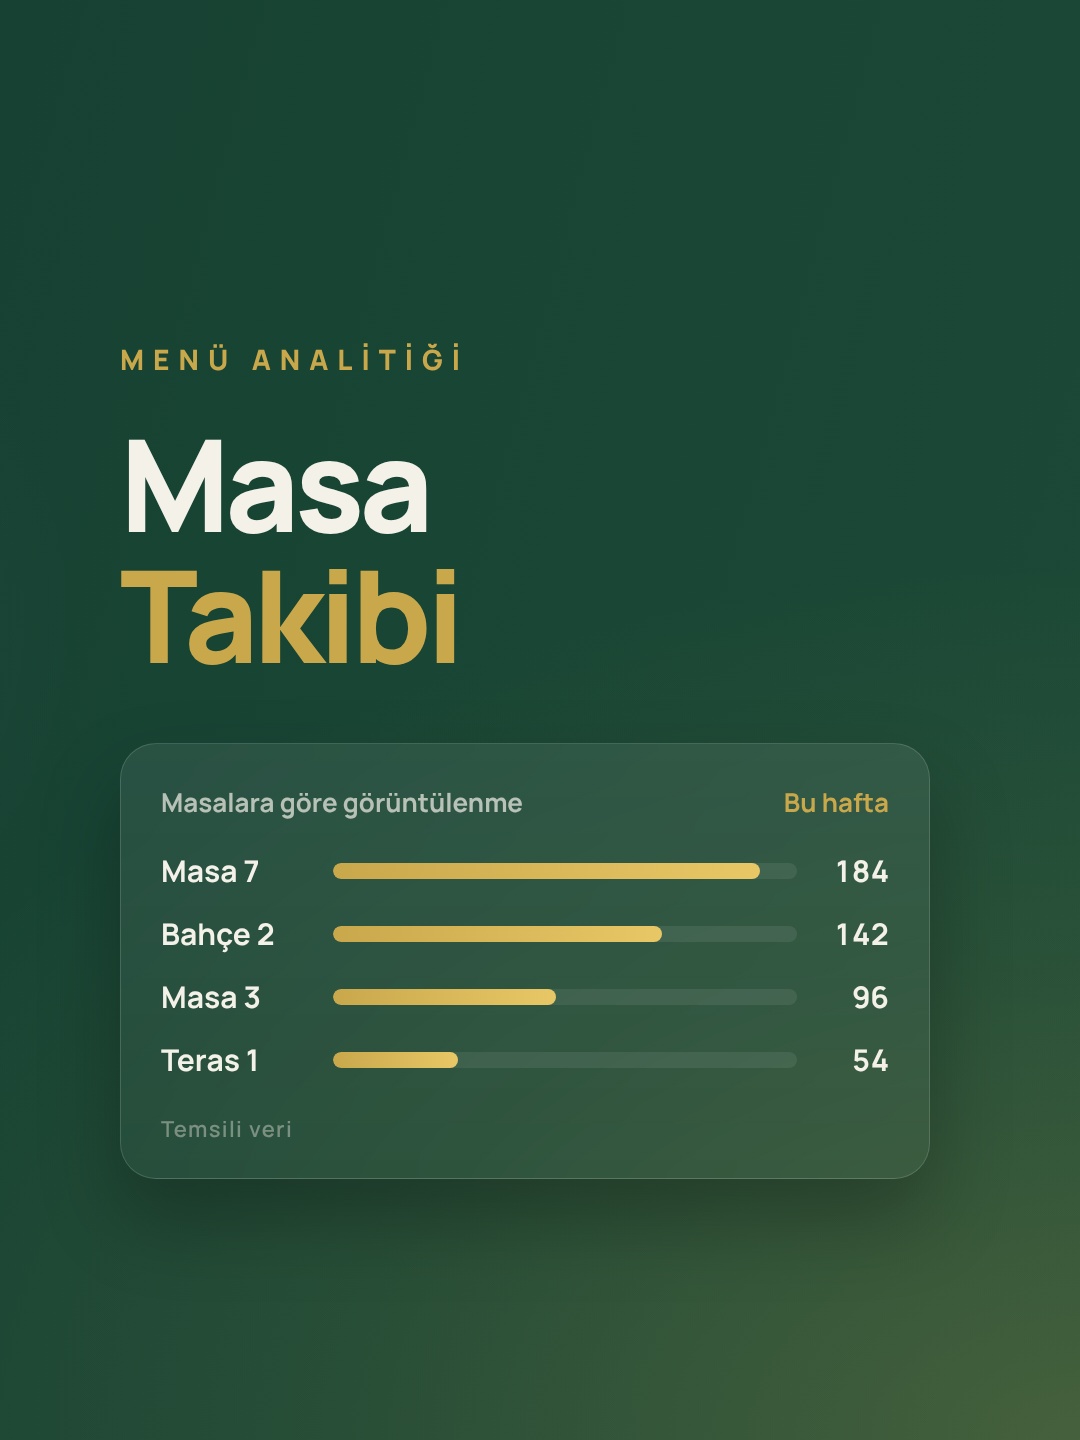 MENÜ ANALİTİĞİ
Masa
Takibi
Masalara göre görüntülenme Bu hafta
Masa 7 184
Bahçe 2 142
Masa 3 96
Teras 1 54
Temsili veri